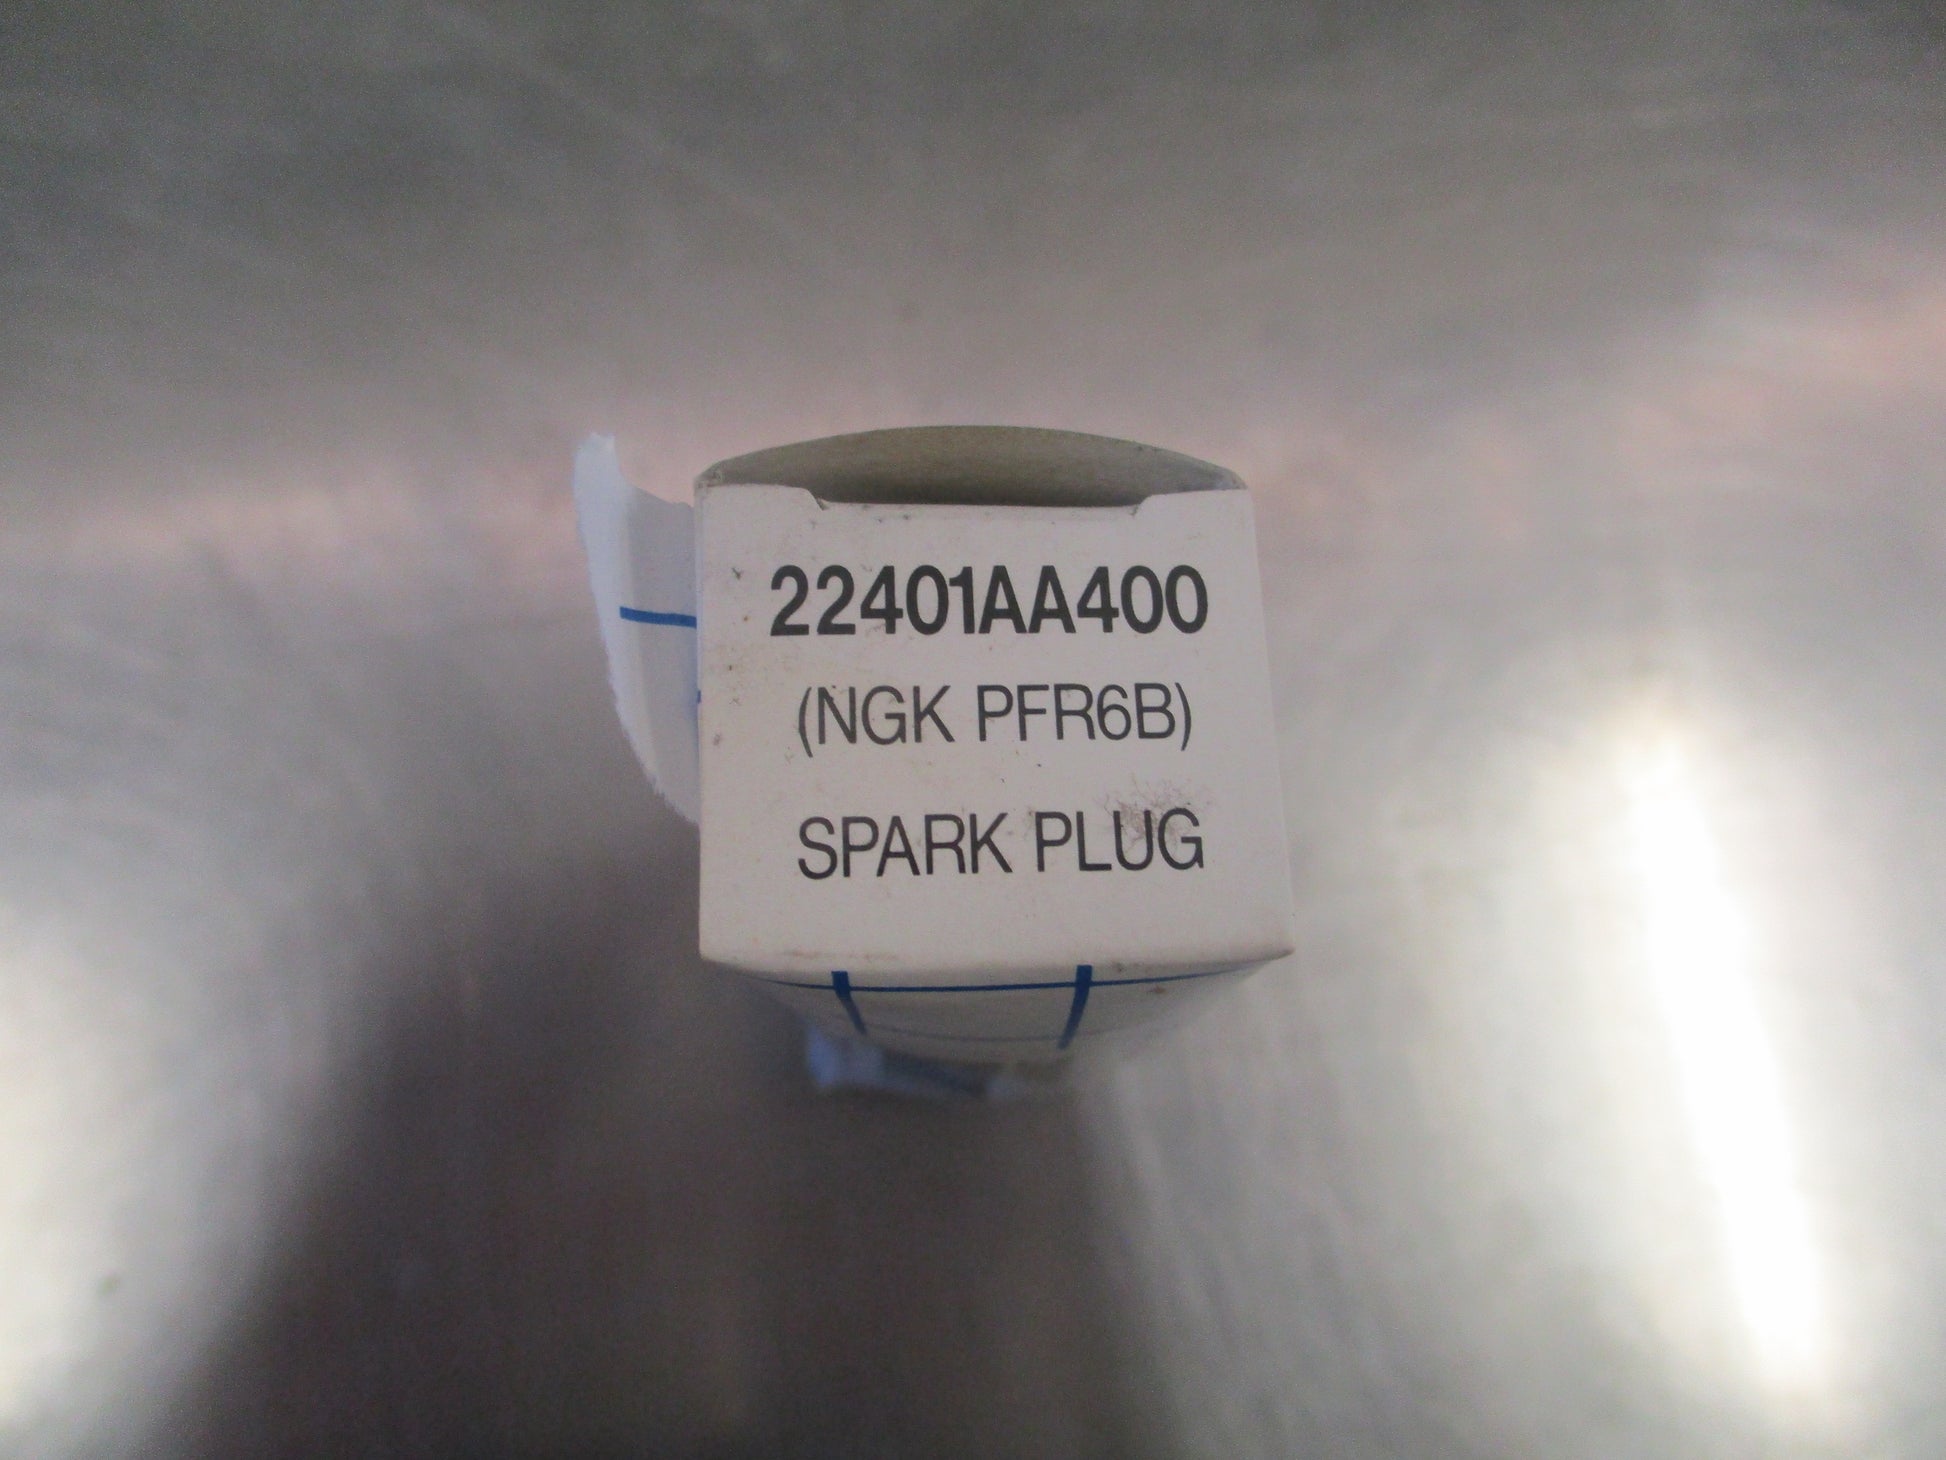 22401AA400
(NGK PFR6B)
SPARK PLUG